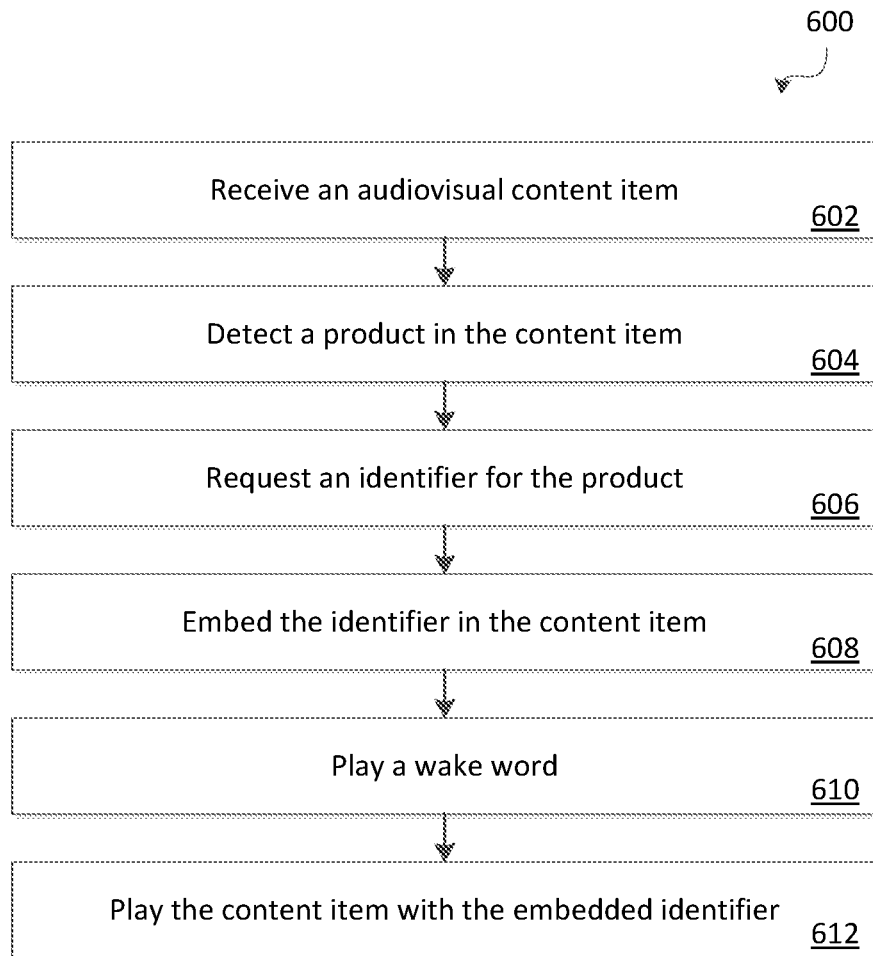 600
Receive an audiovisual content item
602
Detect a product in the content item
604
Request an identifier for the product
606
Embed the identifier in the content item
608
Play a wake word
610
Play the content item with the embedded identifier
612